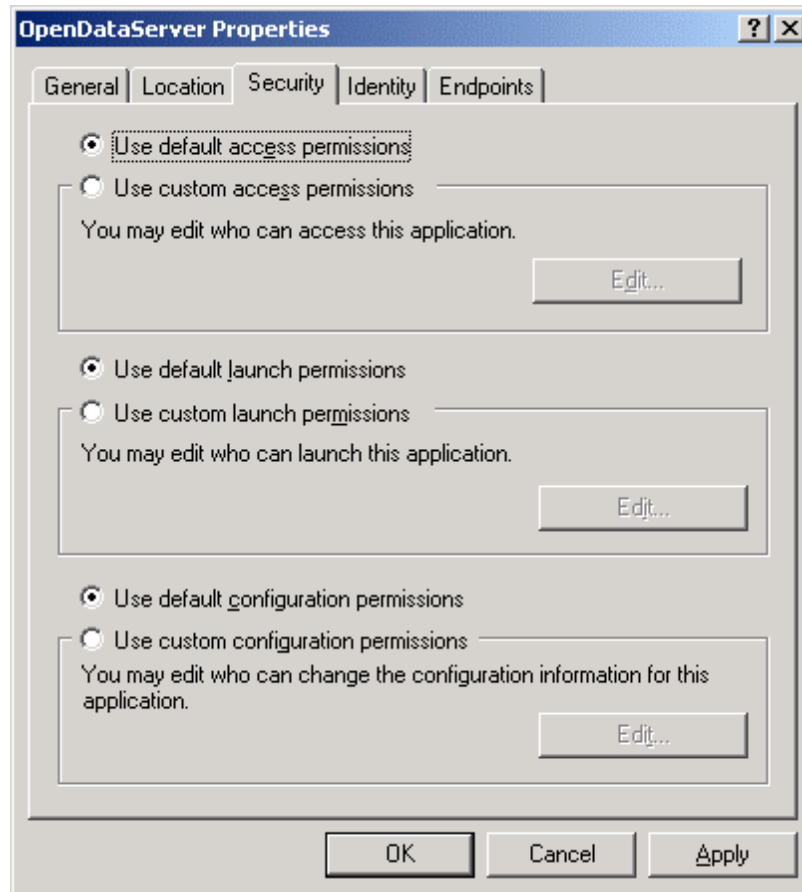 OpenDataServer Properties
General Location Security Identity Endpoints
Use default access permissions
Use custom access permissions
You may edit who can access this application.
Edit...
Use default launch permissions
Use custom launch permissions
You may edit who can launch this application.
Edit...
Use default configuration permissions
Use custom configuration permissions
You may edit who can change the configuration information for this
application.
Edit...
OK Cancel Apply